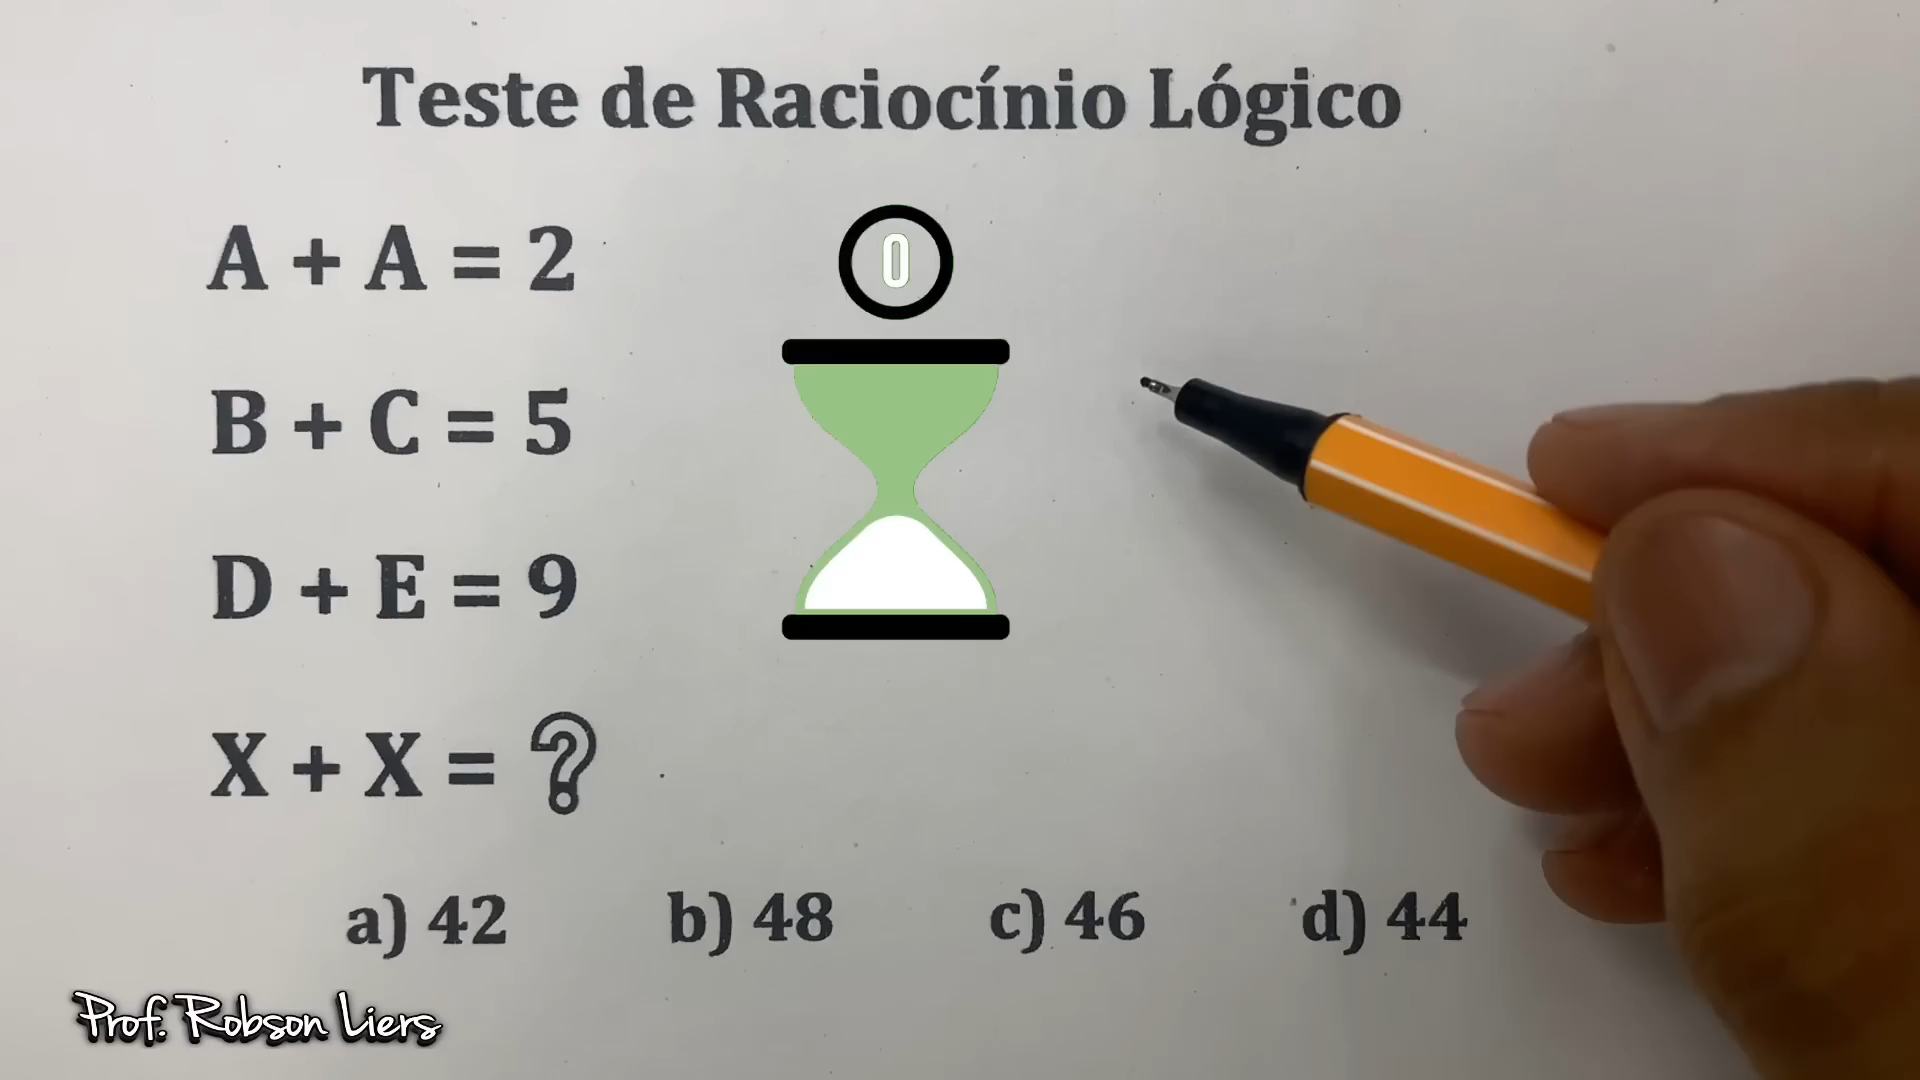 Teste de Raciocínio Lógico
A + A = 2
0
B + C = 5
D + E = 9
X + X = ?
a) 42 b) 48 c) 46 d) 44
Prof. Robson Liers